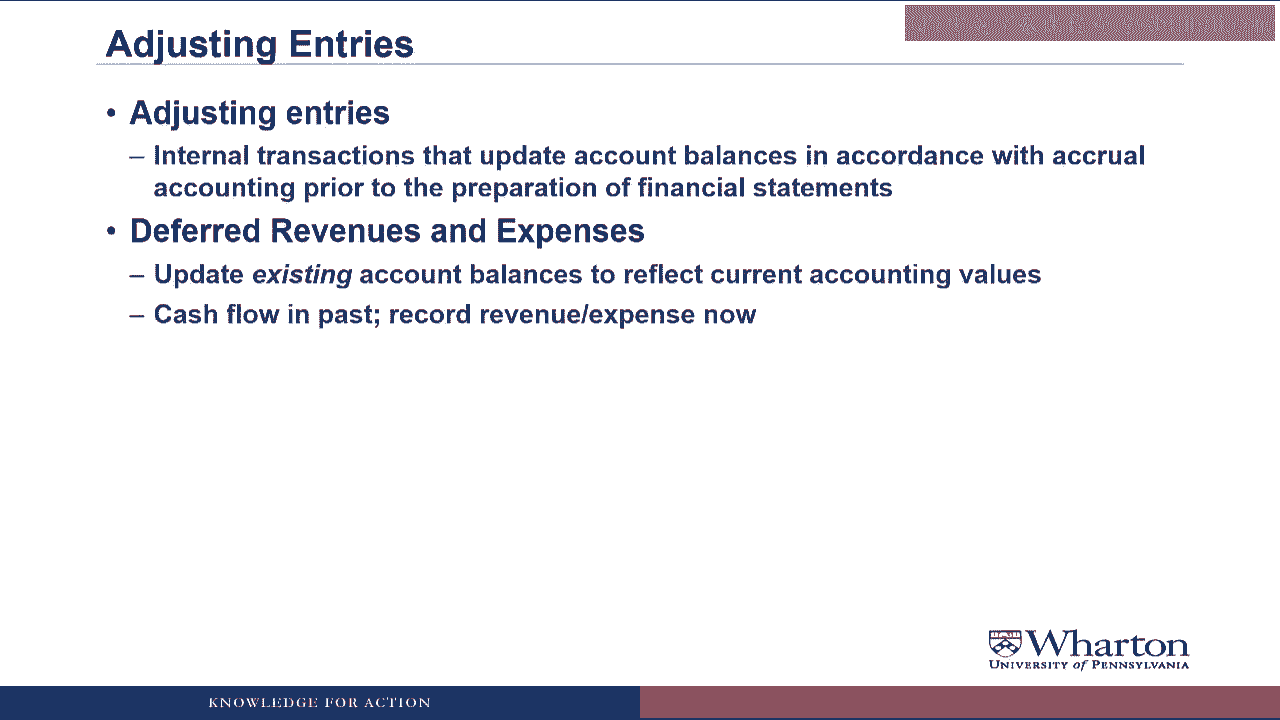 Adjusting Entries
• Adjusting entries
– Internal transactions that update account balances in accordance with accrual
accounting prior to the preparation of financial statements
• Deferred Revenues and Expenses
– Update existing account balances to reflect current accounting values
– Cash flow in past; record revenue/expense now
Wharton
UNIVERSITY of PENNSYLVANIA
KNOWLEDGE FOR ACTION